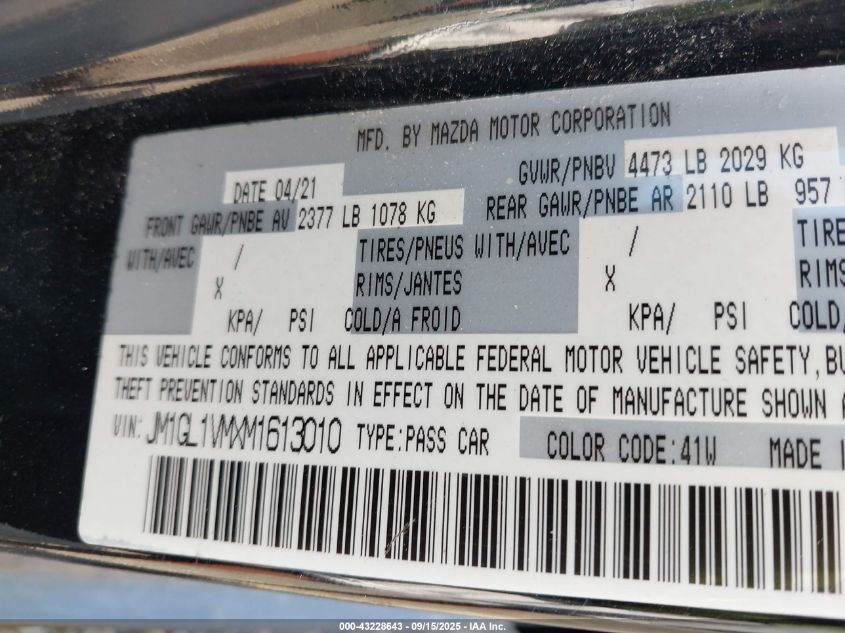 MFD. BY MAZDA MOTOR CORPORATION
DATE 04/21 GVWR/PNBV 4473 LB 2029 KG
FRONT GAWR/PNBE AV 2377 LB 1078 KG REAR GAWR/PNBE AR 2110 LB 957
WITH/AVEC / TIRES/PNEUS WITH/AVEC / TIRE
X RIMS/JANTES X RIMS
KPA/ PSI COLD/A FROID KPA/ PSI COLD/
THIS VEHICLE CONFORMS TO ALL APPLICABLE FEDERAL MOTOR VEHICLE SAFETY, BU
THEFT PREVENTION STANDARDS IN EFFECT ON THE DATE OF MANUFACTURE SHOWN A
VIN: JM1GL1VMXM1613010 TYPE:PASS CAR COLOR CODE:41W MADE I
000-43228643 - 09/15/2025 - IAA Inc.